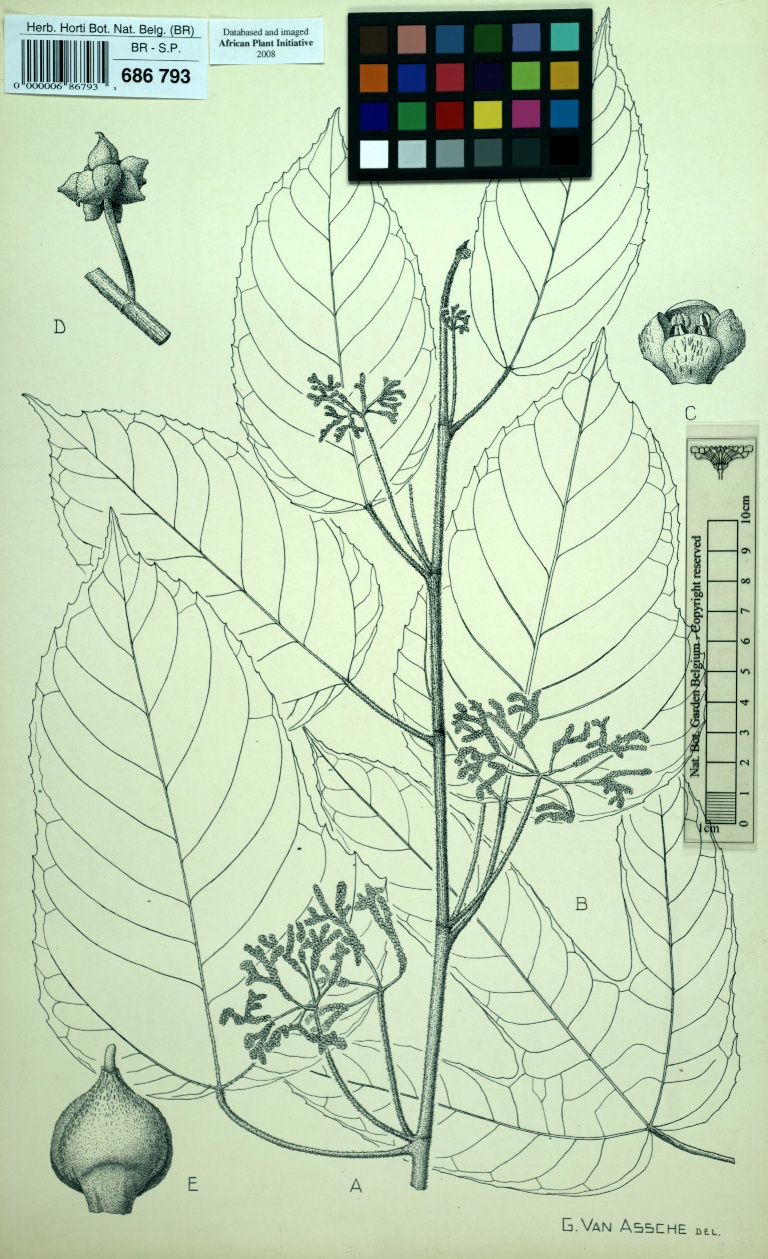 Herb. Horti Bot. Nat. Belg. (BR)
BR - S.P.
686 793
0 000006 86793
Databased and imaged
African Plant Initiative
2008
D
C
B
E
A
10cm
9
8
7
6
5
4
3
2
1
0
1cm
Nat. Bot. Garden Belgium - Copyright reserved
G. VAN ASSCHE DEL.